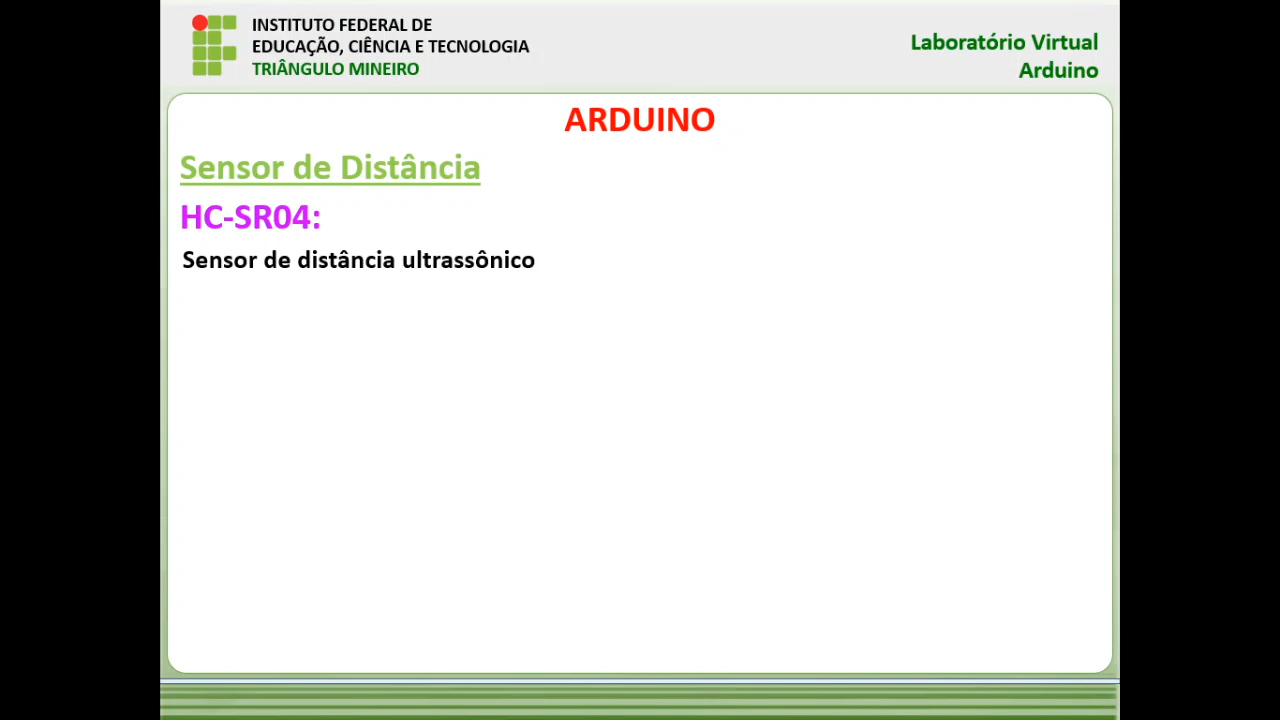 INSTITUTO FEDERAL DE
EDUCAÇÃO, CIÊNCIA E TECNOLOGIA
TRIÂNGULO MINEIRO
Laboratório Virtual
Arduino
ARDUINO
Sensor de Distância
HC-SR04:
Sensor de distância ultrassônico